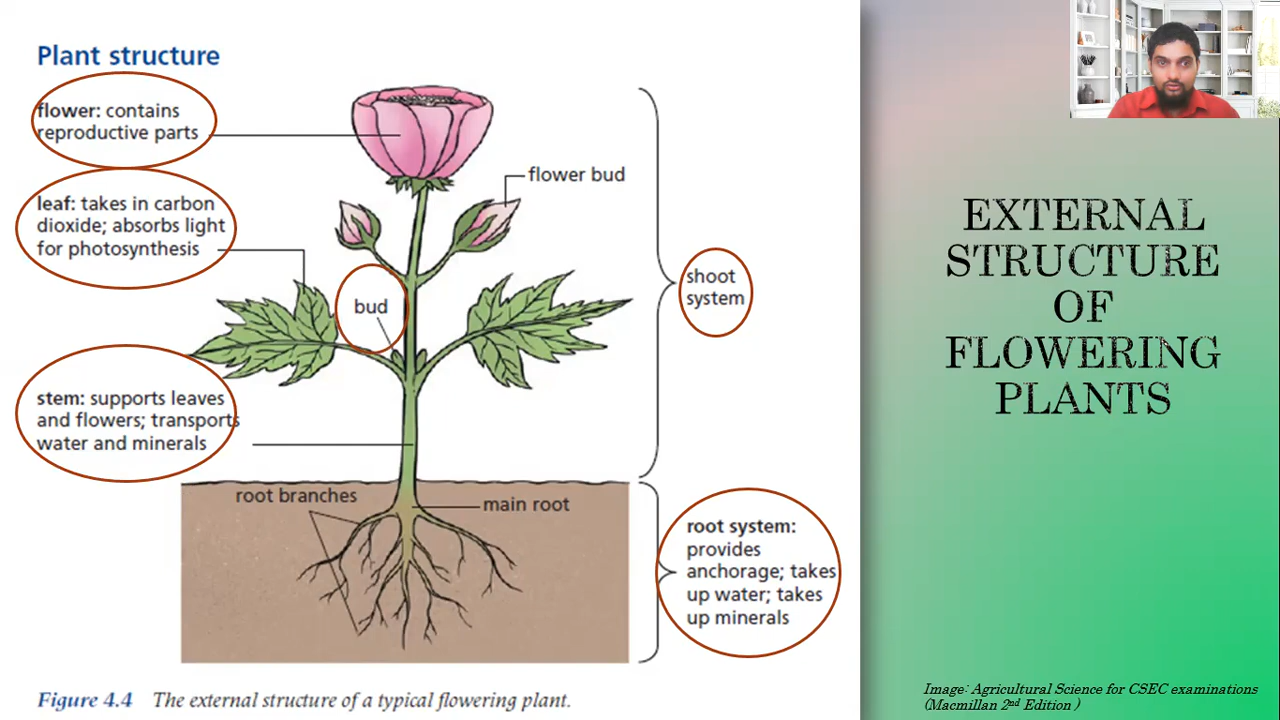 Plant structure
flower: contains
reproductive parts
flower bud
leaf: takes in carbon
dioxide; absorbs light
for photosynthesis
bud
shoot
system
stem: supports leaves
and flowers; transports
water and minerals
root branches
main root
root system:
provides
anchorage; takes
up water; takes
up minerals
Figure 4.4 The external structure of a typical flowering plant.
EXTERNAL
STRUCTURE
OF
FLOWERING
PLANTS
Image: Agricultural Science for CSEC examinations
(Macmillan 2nd Edition )